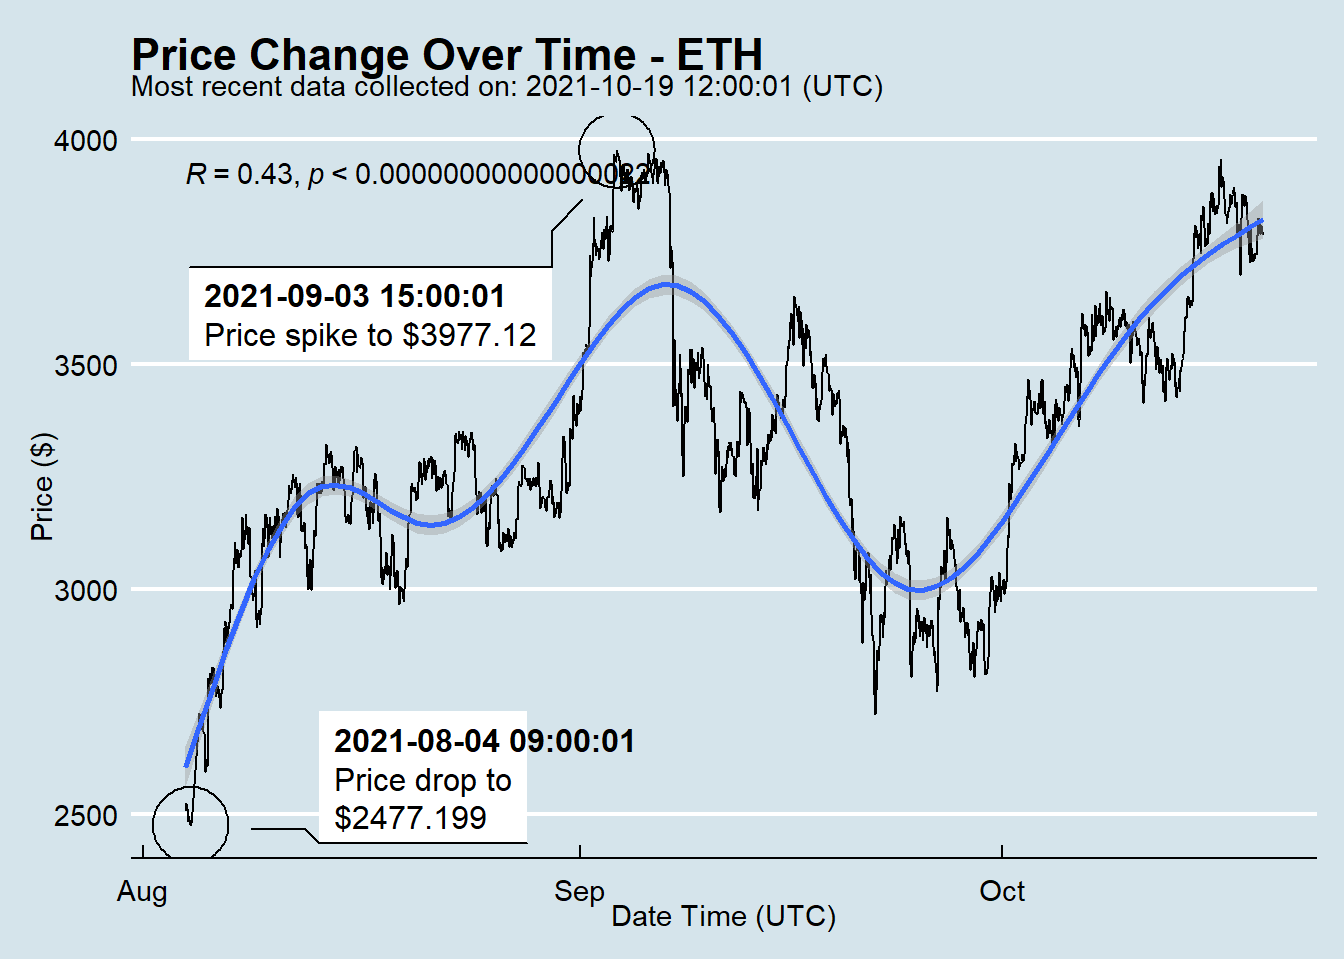 Price Change Over Time - ETH
Most recent data collected on: 2021-10-19 12:00:01 (UTC)
R = 0.43, p < 0.00000000000000022
4000
3500
3000
2500
Price ($)
2021-09-03 15:00:01
Price spike to $3977.12
2021-08-04 09:00:01
Price drop to
$2477.199
Aug
Sep
Oct
Date Time (UTC)